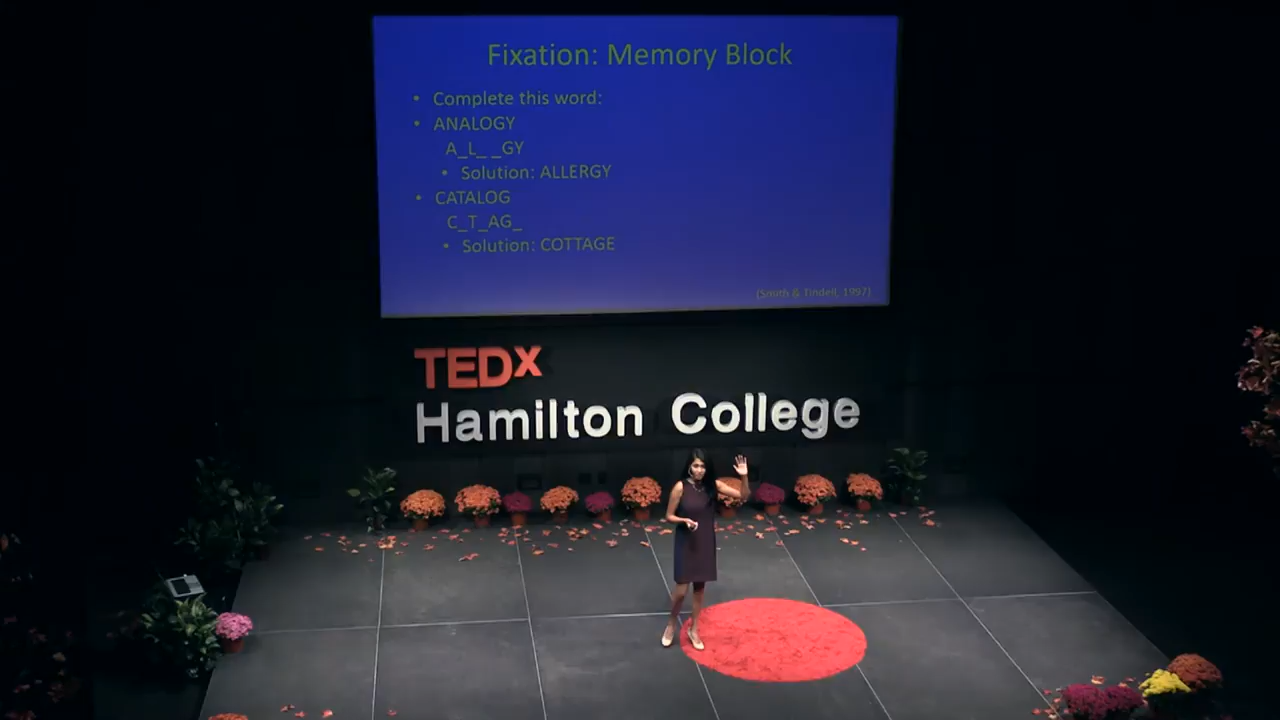 Fixation: Memory Block
• Complete this word:
• ANALOGY
A_L_ _GY
• Solution: ALLERGY
• CATALOG
C_T_AG_
• Solution: COTTAGE
(Smith & Tindell, 1997)
TEDx
Hamilton College